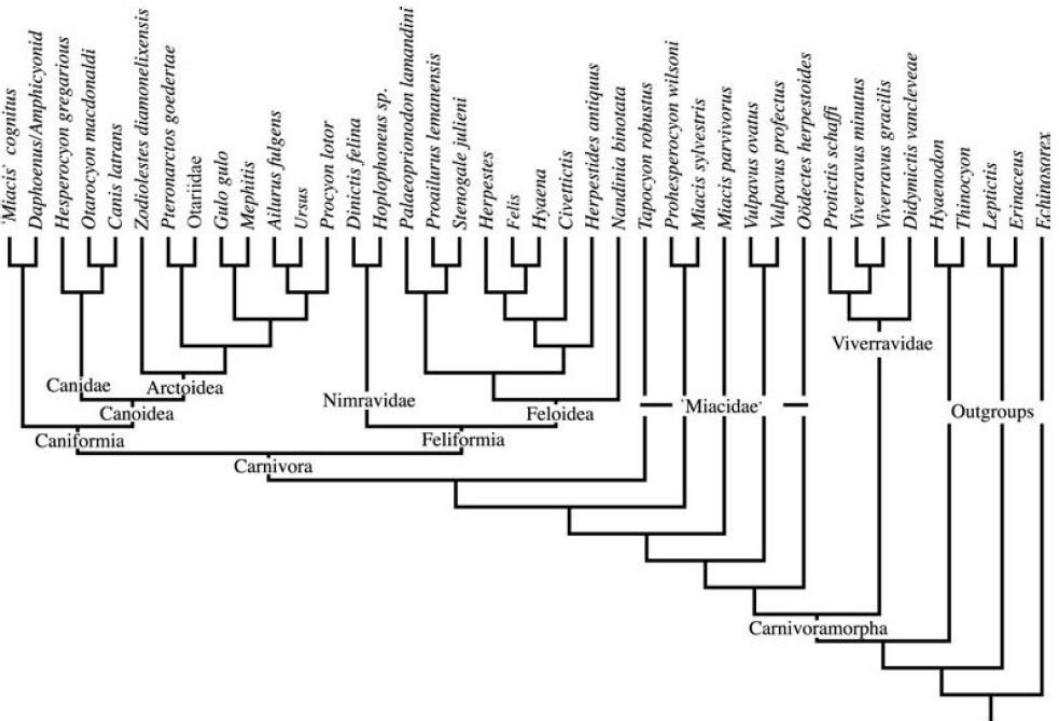 'Miacis' cognitus
Daphoenus/Amphicyonid
Hesperocyon gregarious
Otarocyon macdonaldi
Canis latrans
Zodiolestes diamonelixensis
Pteronarctos goedertae
Otariidae
Gulo gulo
Mephitis
Ailurus fulgens
Ursus
Procyon lotor
Dinictis felina
Hoplophoneus sp.
Palaeoprionodon lamandini
Proailurus lemanensis
Stenogale julieni
Herpestes
Felis
Hyaena
Civettictis
Herpestides antiquus
Nandinia binotata
Tapocyon robustus
Prohesperocyon wilsoni
Miacis sylvestris
Miacis parvivorus
Vulpavus ovatus
Vulpavus profectus
Oödectes herpestoides
Protictis schaffi
Viverravus minutus
Viverravus gracilis
Didymictis vancleveae
Hyaenodon
Thinocyon
Leptictis
Erinaceus
Echinosorex
Viverravidae
Canidae
Arctoidea
Nimravidae
'Miacidae'
Canoidea
Feloidea
Outgroups
Caniformia
Feliformia
Carnivora
Carnivoramorpha